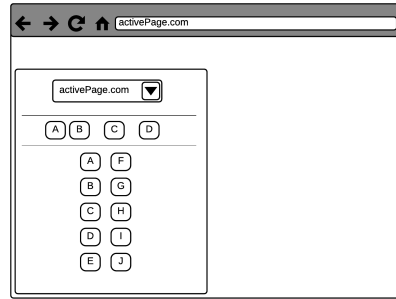 activePage.com
activePage.com
A B C D
A F
B G
C H
D I
E J